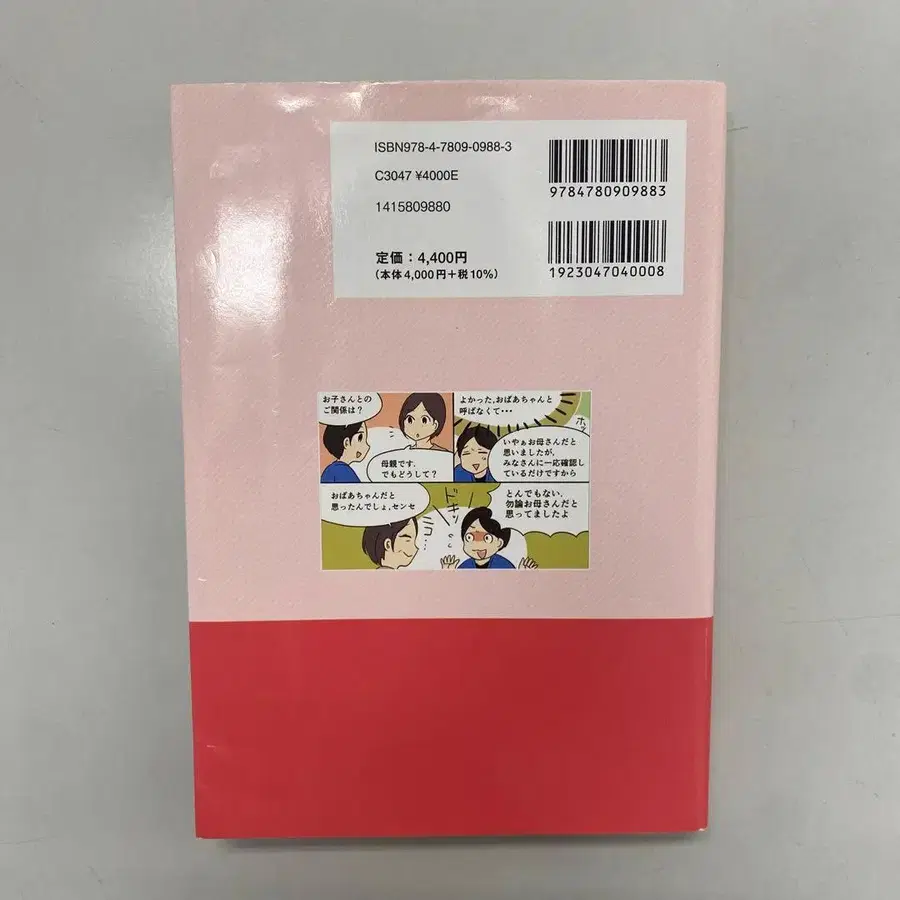 ISBN978-4-7809-0988-3
C3047 ¥4000E
1415809880
定価：4,400円
（本体4,000円＋税10%）
9784780909883
1923047040008
お子さんとの
ご関係は？
母親です．
でもどうして？
よかった，おばあちゃんと
呼ばなくて・・・
ホッ
いやぁお母さんだと
思いましたが，
みなさんに一応確認し
ているだけですから
おばあちゃんだと
思ったんでしょ，センセ
ニコ…
ドキッ
とんでもない．
勿論お母さんだと
思ってましたよ